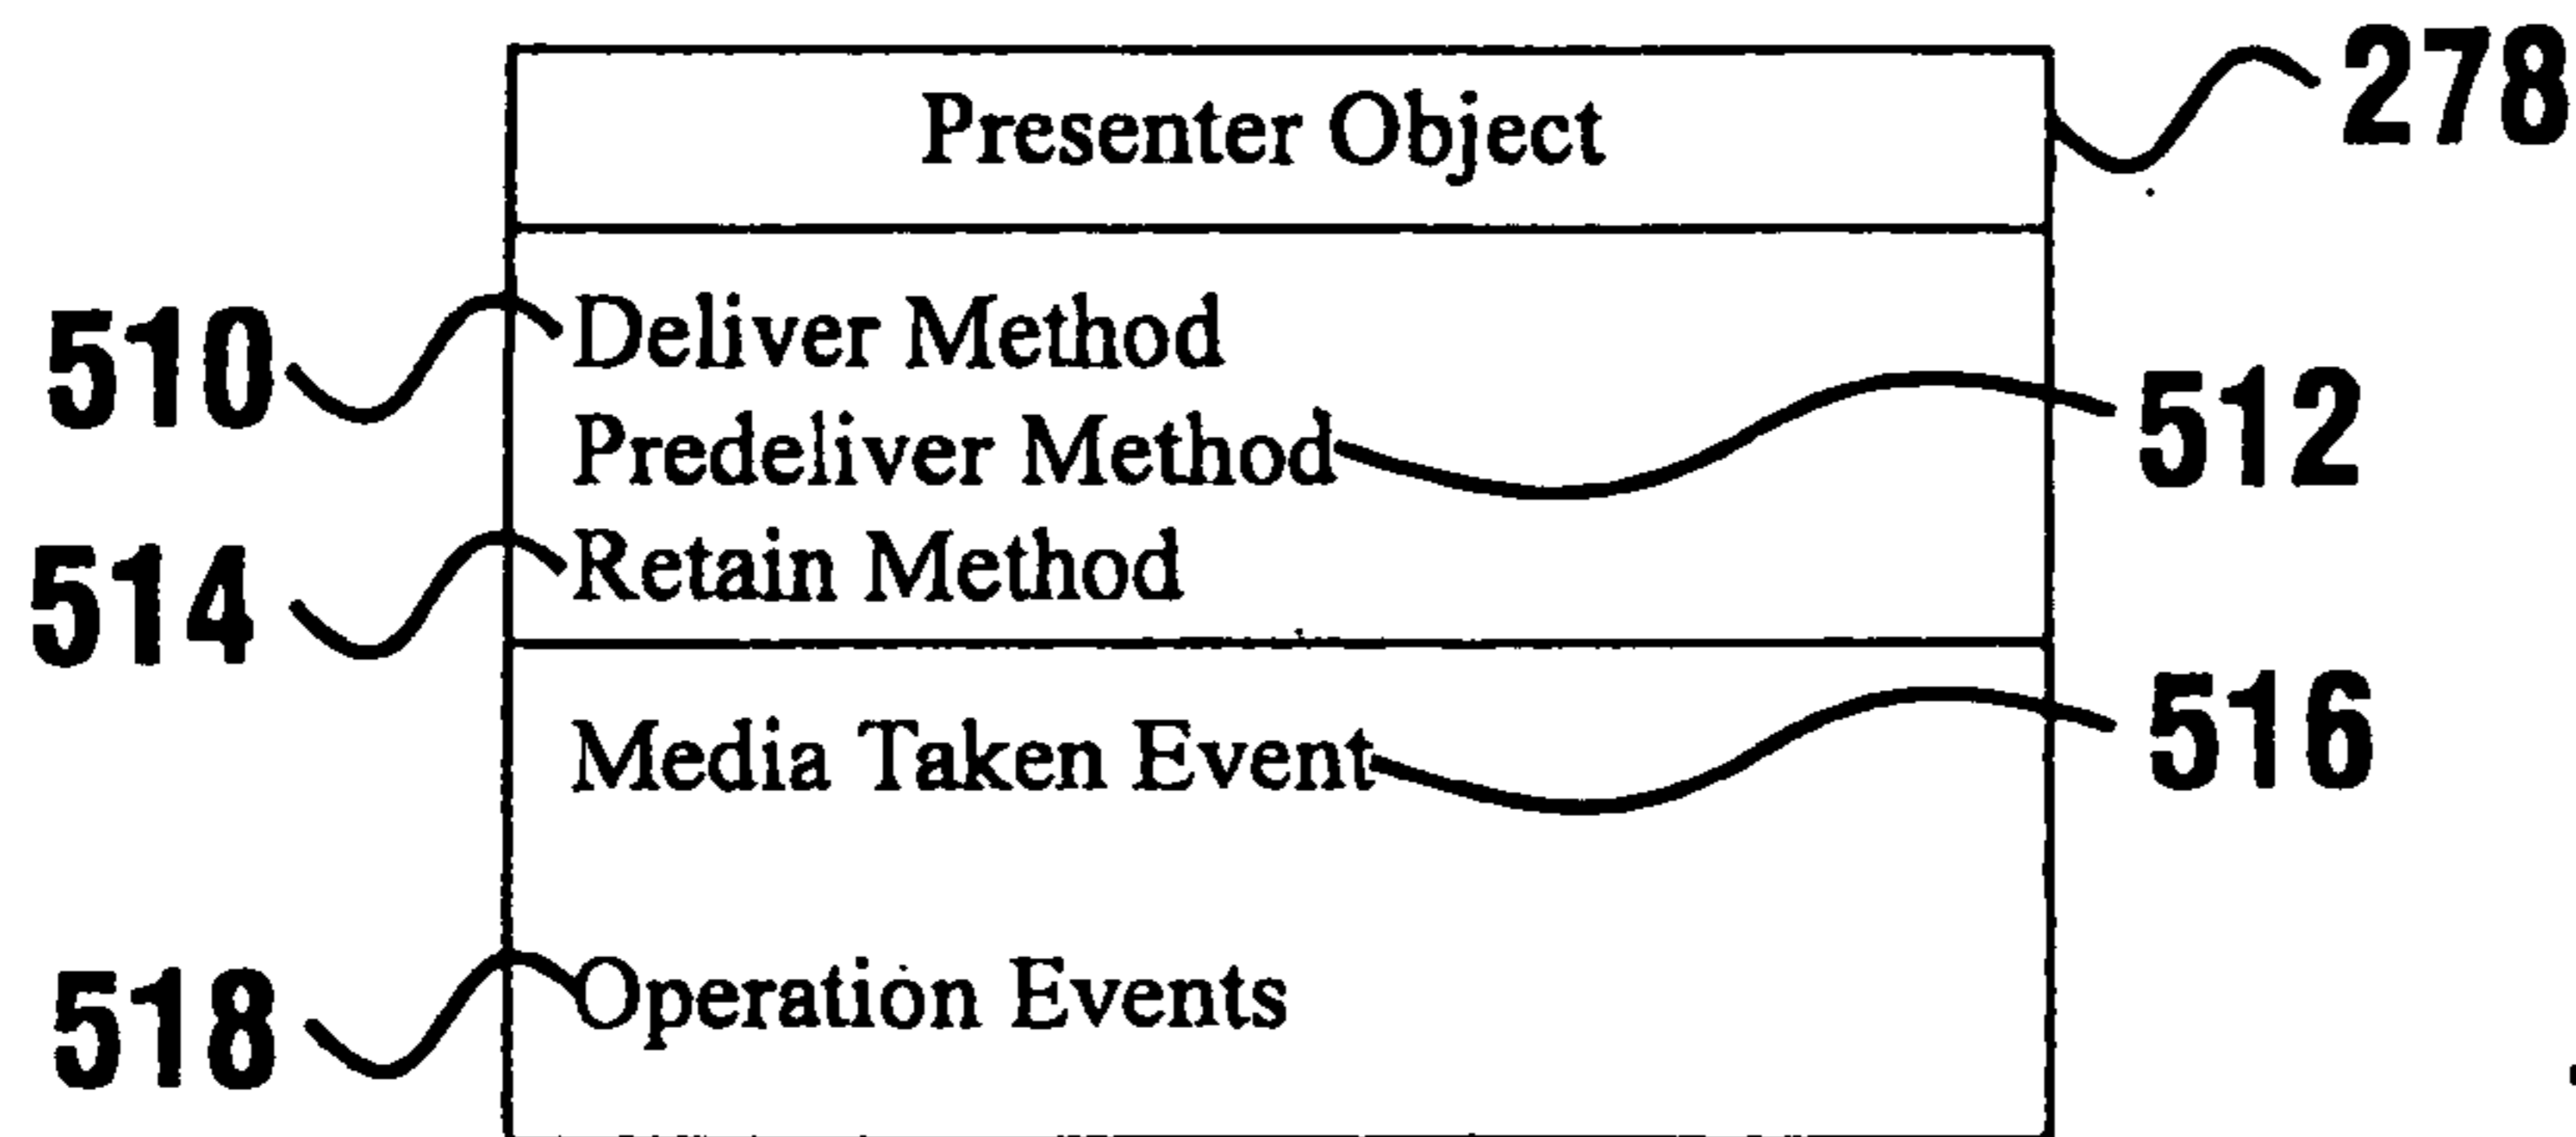 Presenter Object 278
510 Deliver Method
Predeliver Method 512
514 Retain Method
Media Taken Event 516
518 Operation Events